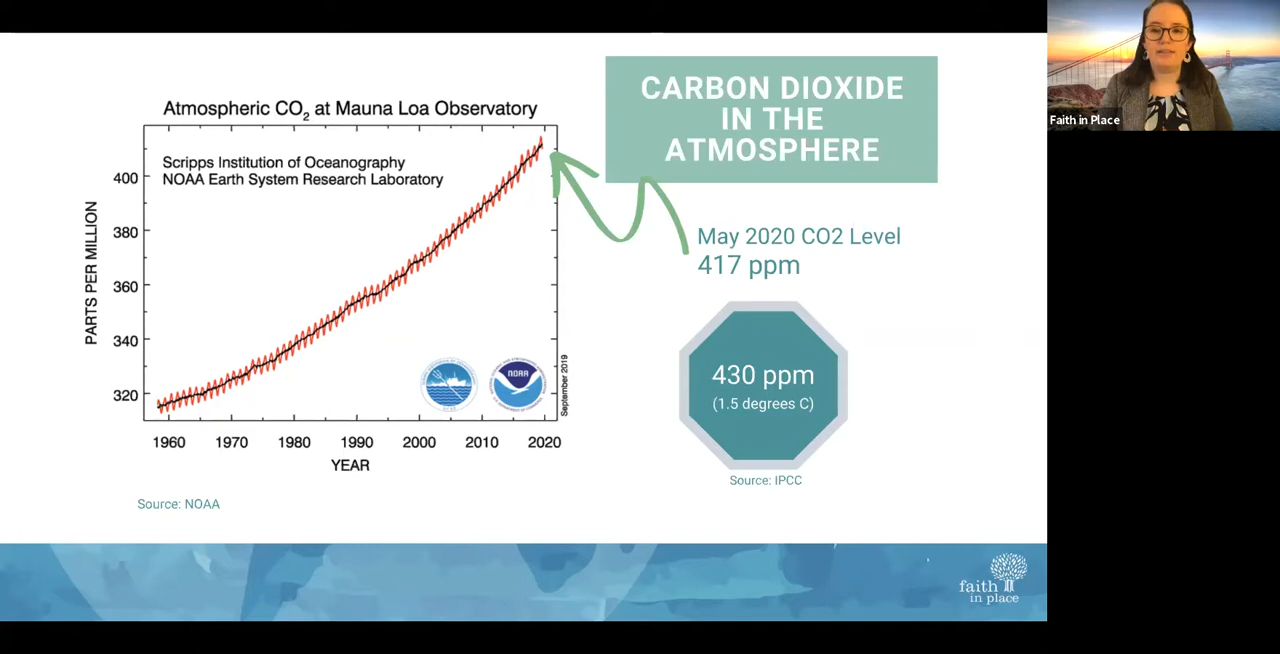 CARBON DIOXIDE
IN THE
ATMOSPHERE
Faith in Place
Atmospheric CO₂ at Mauna Loa Observatory
Scripps Institution of Oceanography
NOAA Earth System Research Laboratory
PARTS PER MILLION
400
380
360
340
320
1960 1970 1980 1990 2000 2010 2020
YEAR
NOAA
September 2019
May 2020 CO2 Level
417 ppm
430 ppm
(1.5 degrees C)
Source: IPCC
Source: NOAA
faith
in place